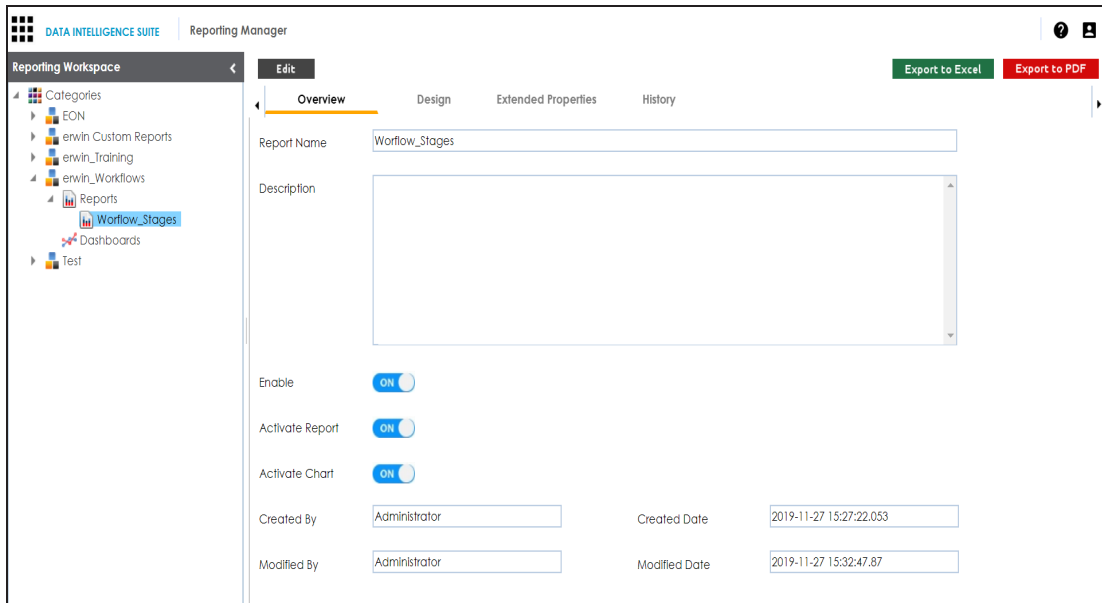 DATA INTELLIGENCE SUITE Reporting Manager
Reporting Workspace
Edit Export to Excel Export to PDF
Categories
EON
erwin Custom Reports
erwin_Training
erwin_Workflows
Reports
Worflow_Stages
Dashboards
Test
Overview Design Extended Properties History
Report Name Worflow_Stages
Description
Enable ON
Activate Report ON
Activate Chart ON
Created By Administrator Created Date 2019-11-27 15:27:22.053
Modified By Administrator Modified Date 2019-11-27 15:32:47.87